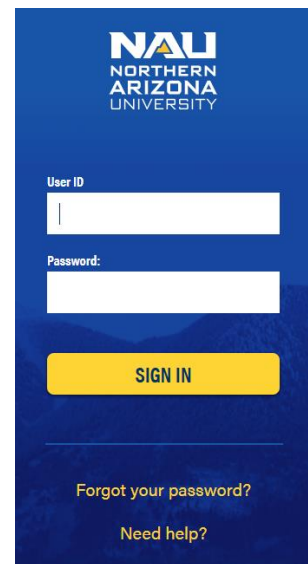 NAU
NORTHERN
ARIZONA
UNIVERSITY
User ID
Password:
SIGN IN
Forgot your password?
Need help?